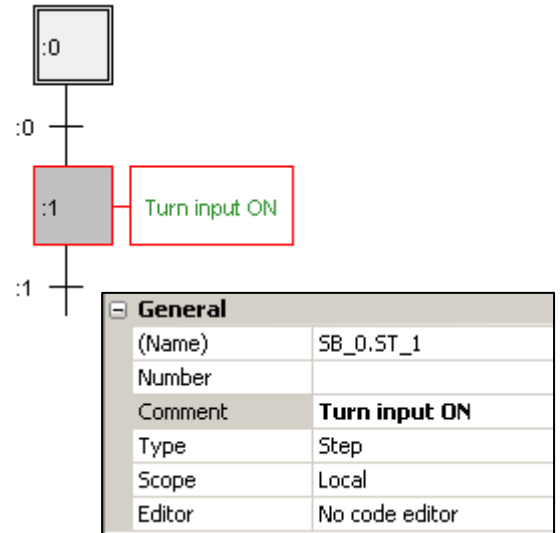 :0
:0
:1
Turn input ON
:1
General
(Name) SB_0.ST_1
Number
Comment Turn input ON
Type Step
Scope Local
Editor No code editor